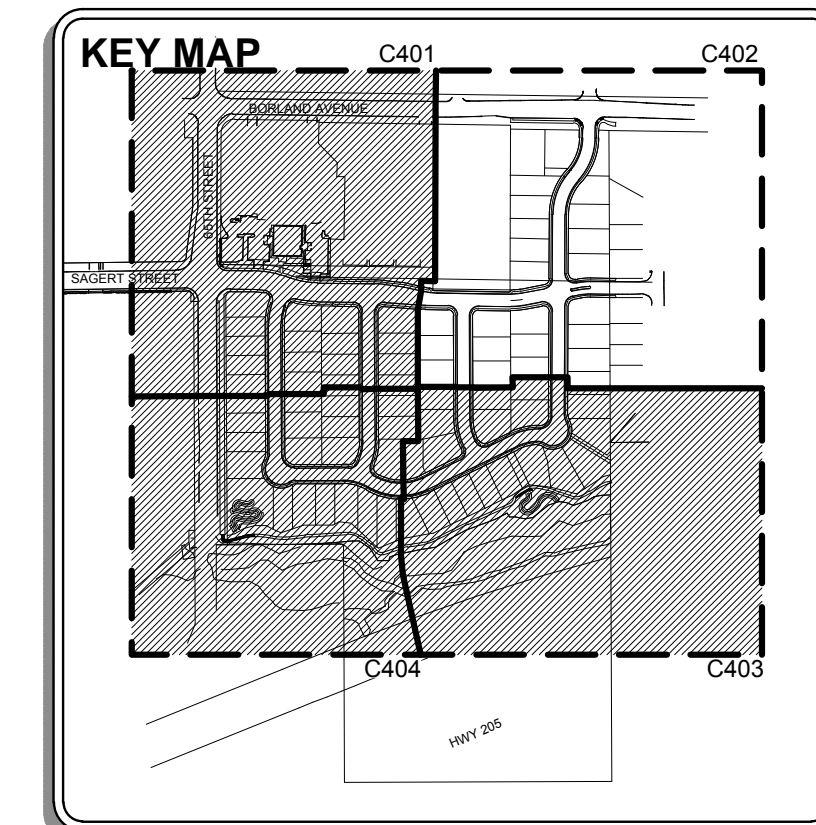 KEY MAP
C401
C402
BORLAND AVENUE
65TH STREET
SAGERT STREET
C404
C403
HWY 205